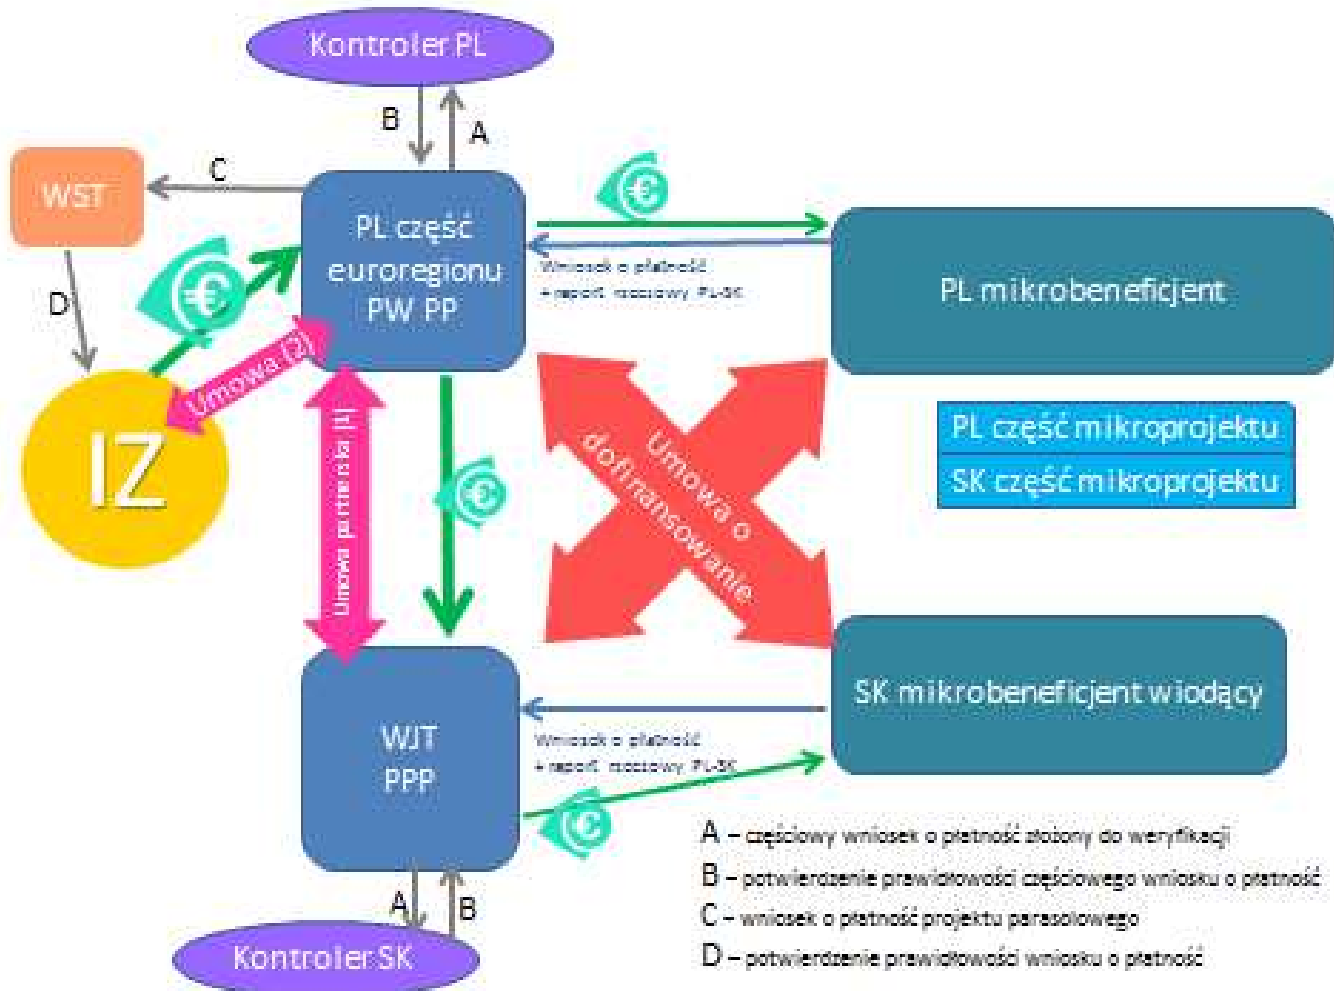 Kontroler PL
B
A
WST
C
PL część
euroregionu
PW PP
€
Wniosek o płatność
+ raport rzeczowy PL-SK
PL mikrobeneficjent
D
€
Umowa (2)
IZ
Umowa partnerska (1)
€
Umowa o
dofinansowanie
PL część mikroprojektu
SK część mikroprojektu
WJT
PPP
Wniosek o płatność
+ raport rzeczowy PL-SK
€
SK mikrobeneficjent wiodący
A
B
Kontroler SK
A – częściowy wniosek o płatność złożony do weryfikacji
B – potwierdzenie prawidłowości częściowego wniosku o płatność
C – wniosek o płatność projektu parasolowego
D – potwierdzenie prawidłowości wniosku o płatność